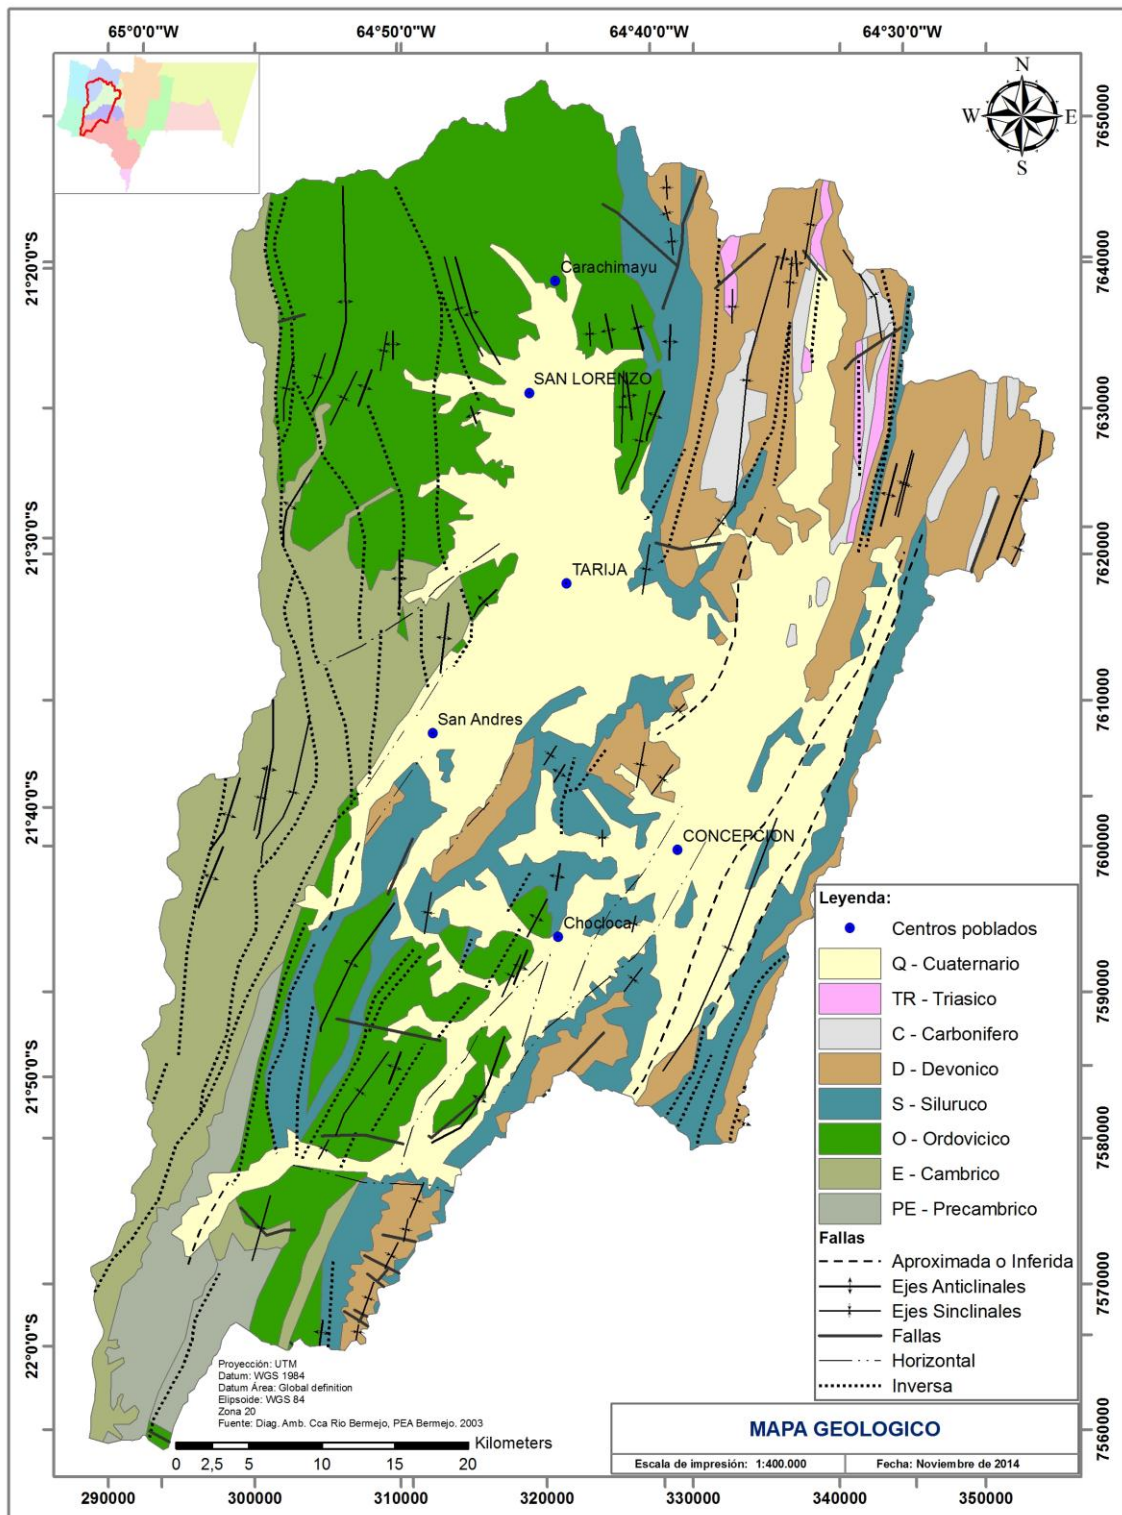 65°0'0"W
64°50'0"W
64°40'0"W
64°30'0"W
N
W
E
S
7650000
7640000
7630000
7620000
7610000
7600000
7590000
7580000
7570000
7560000
21°20'0"S
21°30'0"S
21°40'0"S
21°50'0"S
22°0'0"S
Carachimayu
SAN LORENZO
TARIJA
San Andres
CONCEPCION
Chocloca
Leyenda:
Centros poblados
Q - Cuaternario
TR - Triasico
C - Carbonifero
D - Devonico
S - Siluruco
O - Ordovicico
E - Cambrico
PE - Precambrico
Fallas
Aproximada o Inferida
Ejes Anticlinales
Ejes Sinclinales
Fallas
Horizontal
Inversa
Proyección: UTM
Datum: WGS 1984
Datum Área: Global definition
Elipsoide: WGS 84
Zona 20
Fuente: Diag. Amb. Cca Rio Bermejo, PEA Bermejo. 2003
Kilometers
0 2,5 5 10 15 20
MAPA GEOLOGICO
Escala de impresión: 1:400.000
Fecha: Noviembre de 2014
290000
300000
310000
320000
330000
340000
350000